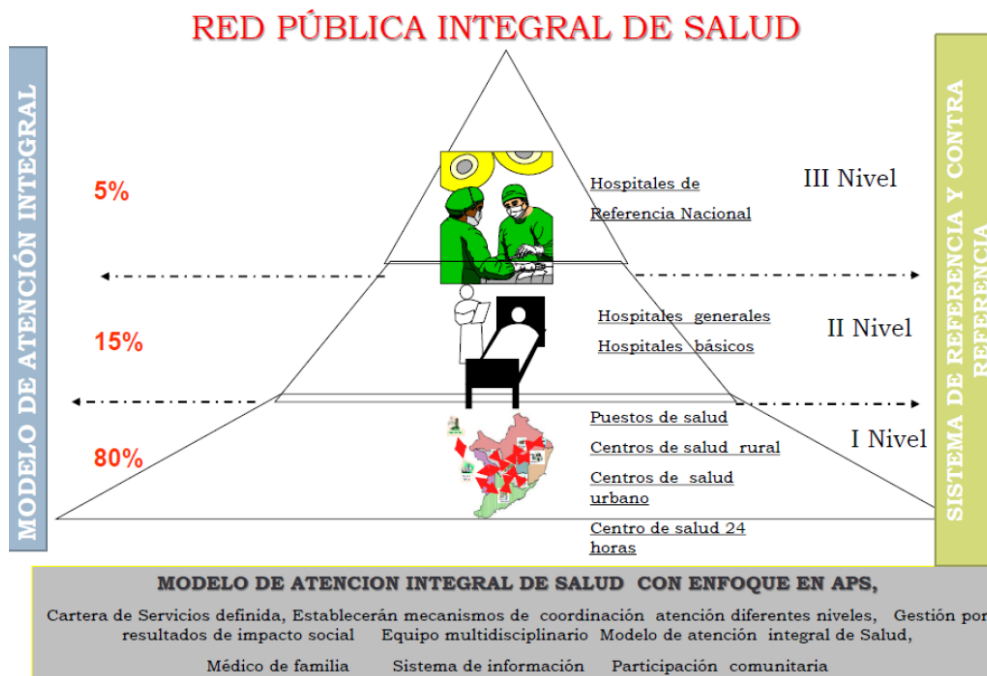 RED PÚBLICA INTEGRAL DE SALUD
MODELO DE ATENCIÓN INTEGRAL
5%
Hospitales de
Referencia Nacional
III Nivel
15%
Hospitales generales
Hospitales básicos
II Nivel
80%
Puestos de salud
Centros de salud rural
Centros de salud
urbano
Centro de salud 24
horas
I Nivel
SISTEMA DE REFERENCIA Y CONTRA
REFERENCIA
MODELO DE ATENCION INTEGRAL DE SALUD CON ENFOQUE EN APS,
Cartera de Servicios definida, Establecerán mecanismos de coordinación atención diferentes niveles, Gestión por
resultados de impacto social Equipo multidisciplinario Modelo de atención integral de Salud,
Médico de familia Sistema de información Participación comunitaria